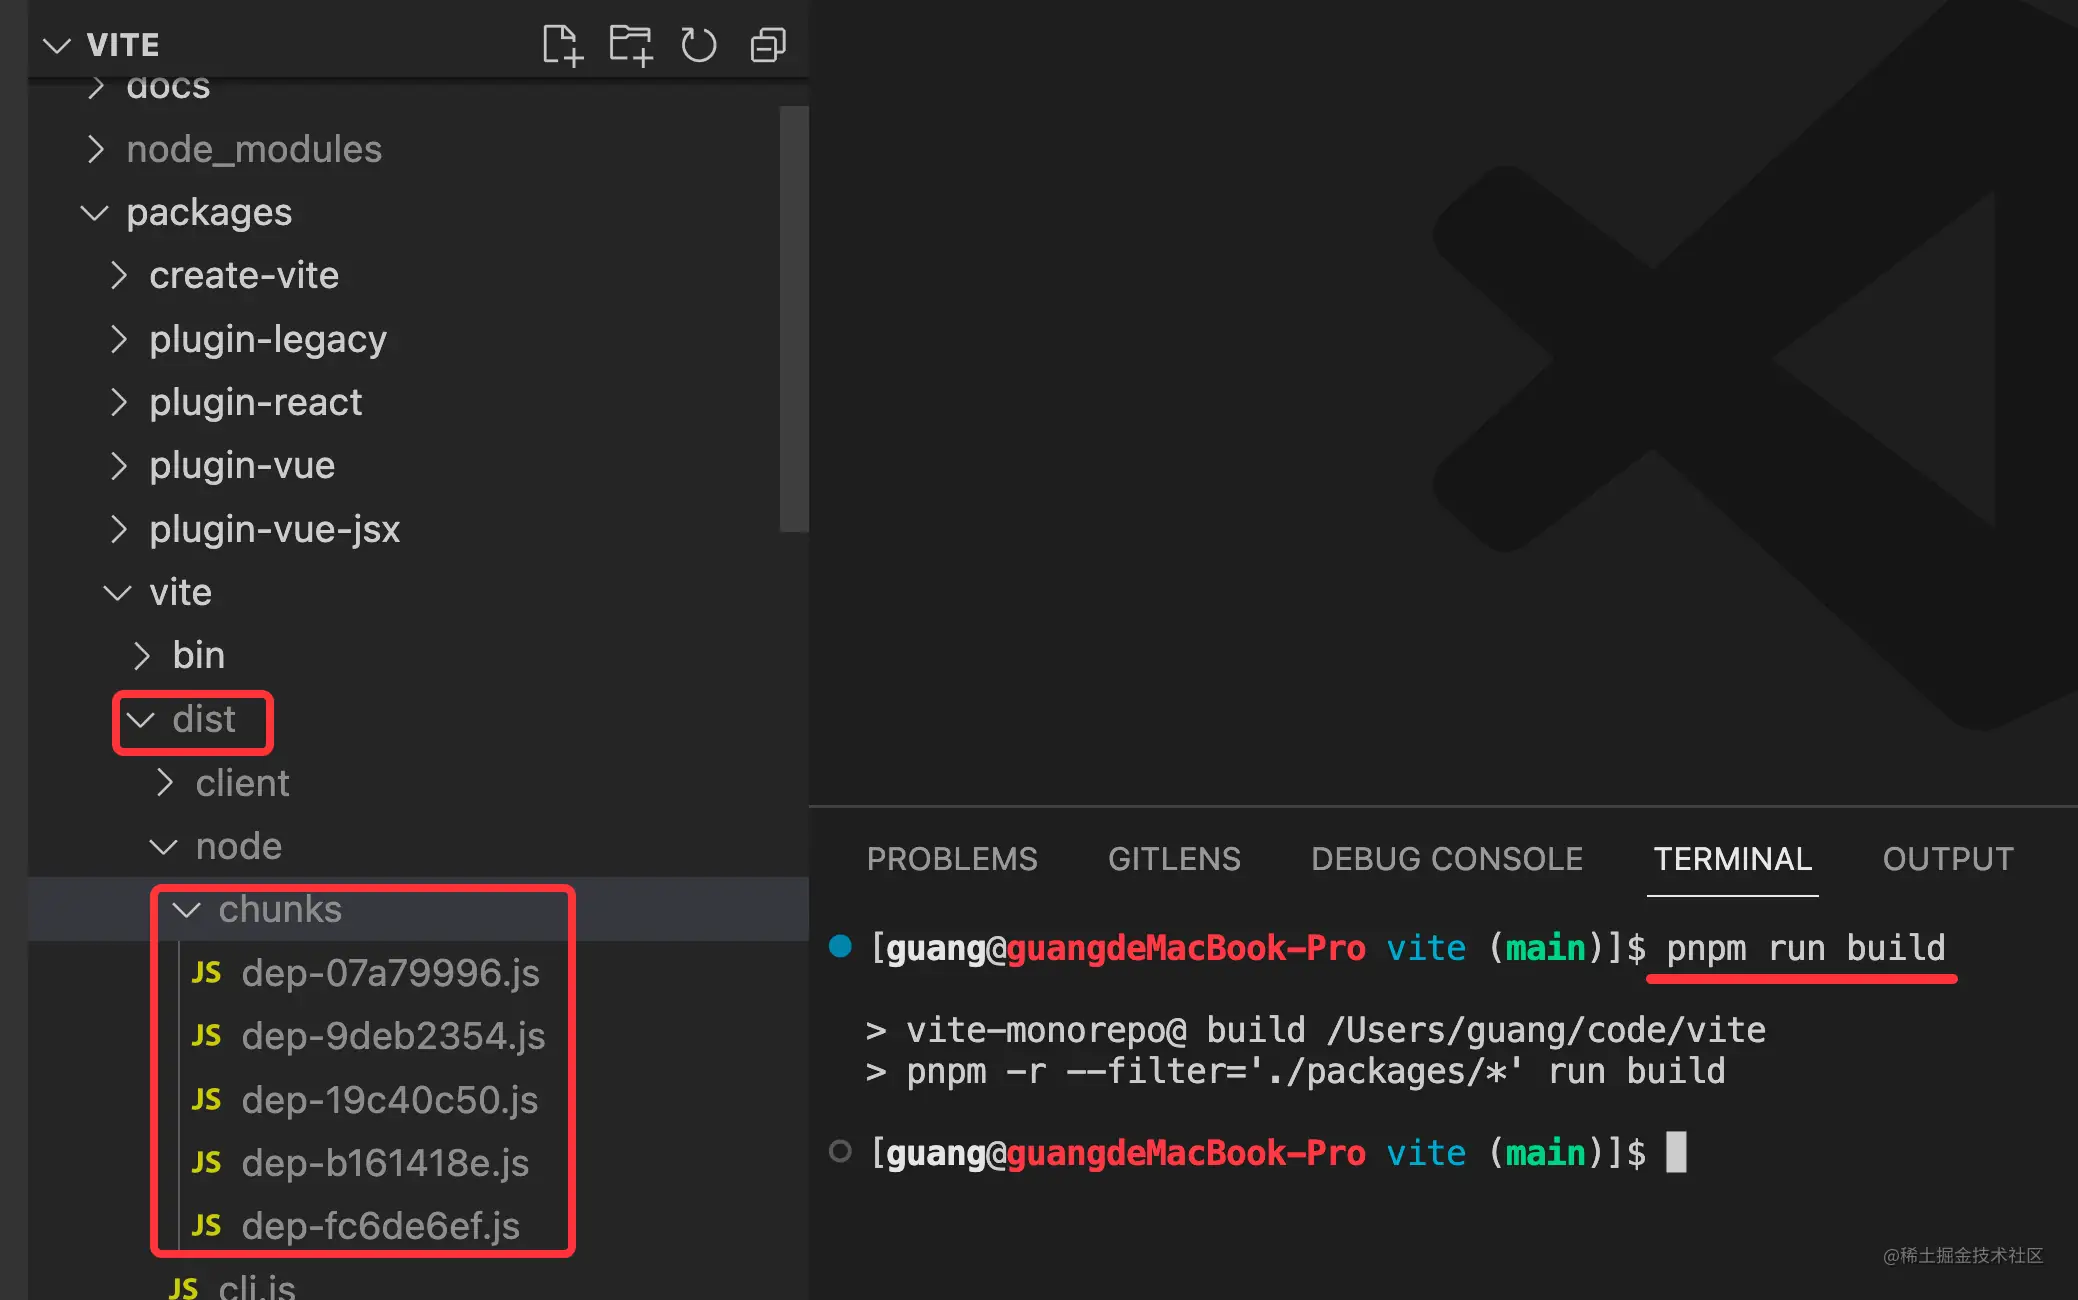 VITE
docs
node_modules
packages
create-vite
plugin-legacy
plugin-react
plugin-vue
plugin-vue-jsx
vite
bin
dist
client
node
chunks
JS dep-07a79996.js
JS dep-9deb2354.js
JS dep-19c40c50.js
JS dep-b161418e.js
JS dep-fc6de6ef.js
JS cli.js
PROBLEMS GITLENS DEBUG CONSOLE TERMINAL OUTPUT
[guang@guangdeMacBook-Pro vite (main)]$ pnpm run build
> vite-monorepo@ build /Users/guang/code/vite
> pnpm -r --filter='./packages/*' run build
[guang@guangdeMacBook-Pro vite (main)]$
@稀土掘金技术社区